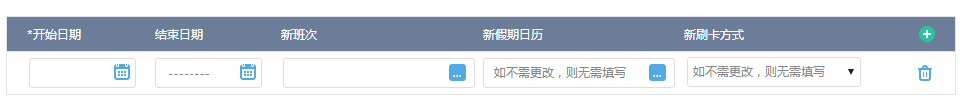 *开始日期 结束日期 新班次 新假期日历 新刷卡方式
-------- ... 如不需更改，则无需填写 ... 如不需更改，则无需填写